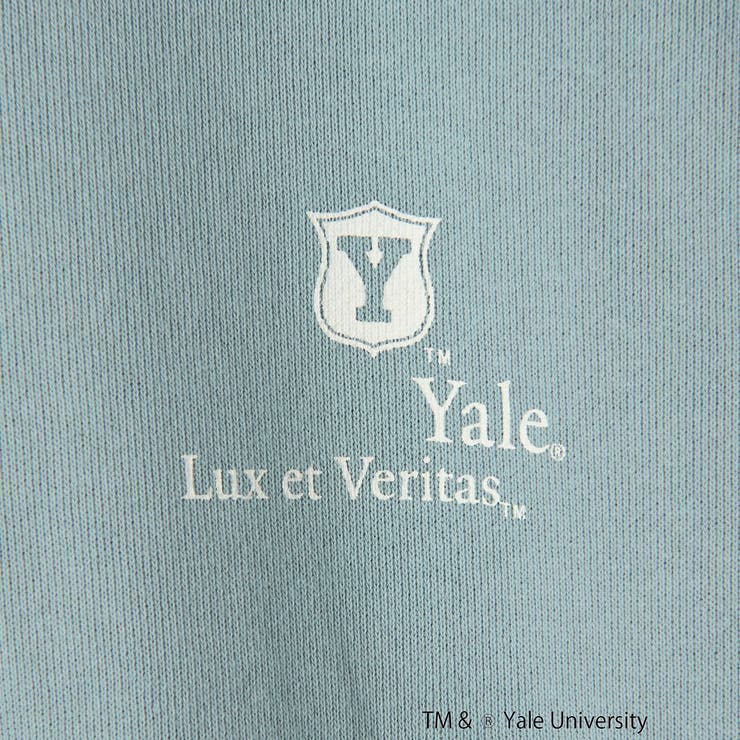 Y
TM
Yale®
Lux et Veritas TM
TM & ® Yale University